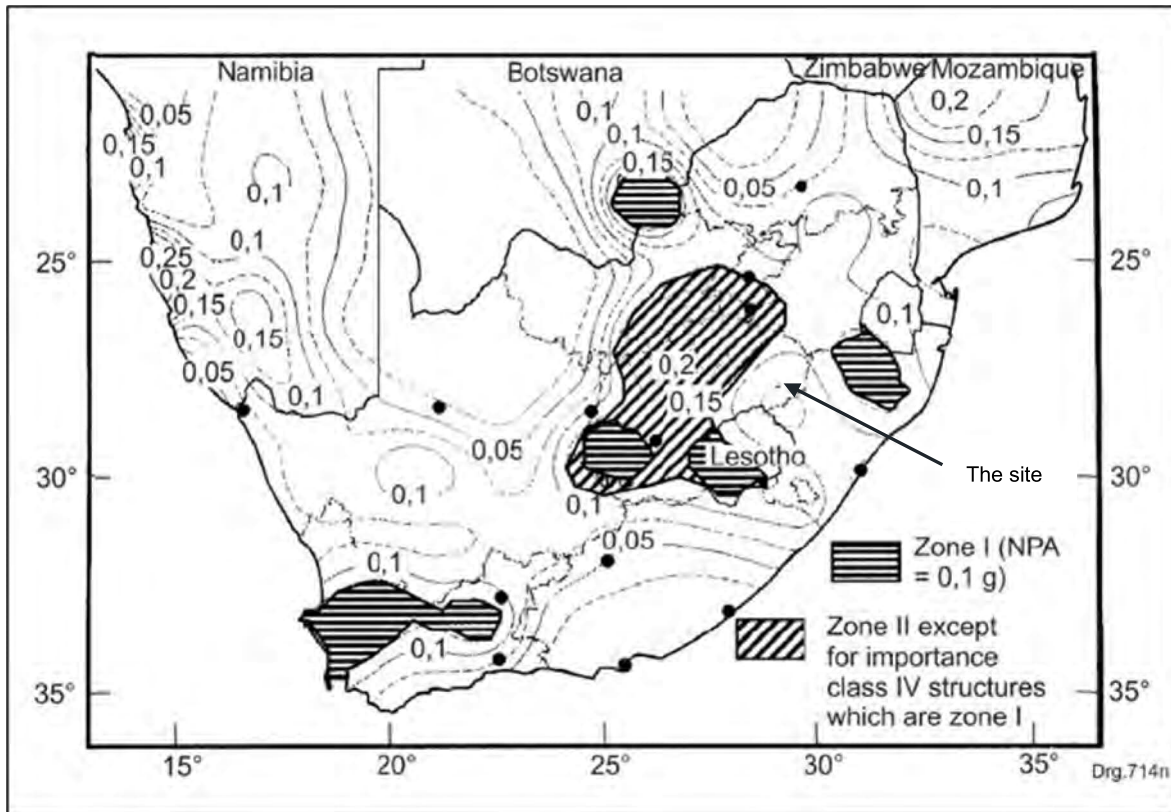 Namibia
Botswana
Zimbabwe
Mozambique
0,05
0,15
0,1
0,1
0,1
0,1
0,15
0,05
0,2
0,15
0,1
25°
25°
0,25
0,2
0,15
0,1
0,15
0,05
0,1
0,1
0,2
0,15
0,05
Lesotho
The site
30°
30°
0,1
0,1
0,05
0,1
Zone I (NPA
= 0,1 g)
0,1
Zone II except
for importance
class IV structures
which are zone I
35°
35°
15°
20°
25°
30°
35°
Drg.714n